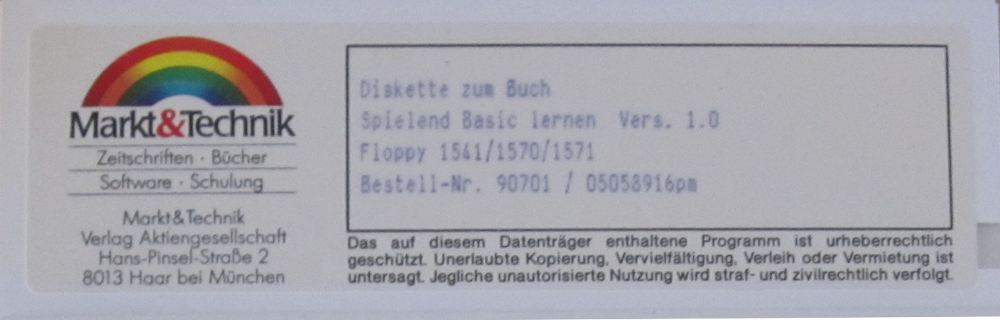 Markt&Technik
Zeitschriften · Bücher
Software · Schulung
Markt&Technik
Verlag Aktiengesellschaft
Hans-Pinsel-Straße 2
8013 Haar bei München
Diskette zum Buch
Spielend Basic lernen Vers. 1.0
Floppy 1541/1570/1571
Bestell-Nr. 90701 / 05058916pm
Das auf diesem Datenträger enthaltene Programm ist urheberrechtlich
geschützt. Unerlaubte Kopierung, Vervielfältigung, Verleih oder Vermietung ist
untersagt. Jegliche unautorisierte Nutzung wird straf- und zivilrechtlich verfolgt.